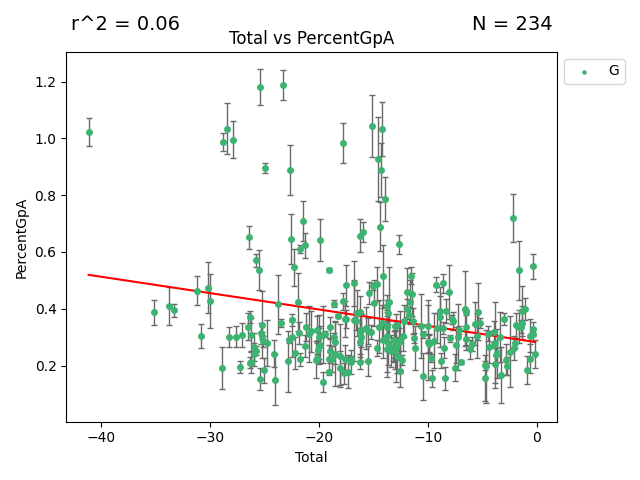 r^2 = 0.06 N = 234
Total vs PercentGpA
G
PercentGpA
1.2
1.0
0.8
0.6
0.4
0.2
−40 −30 −20 −10 0
Total